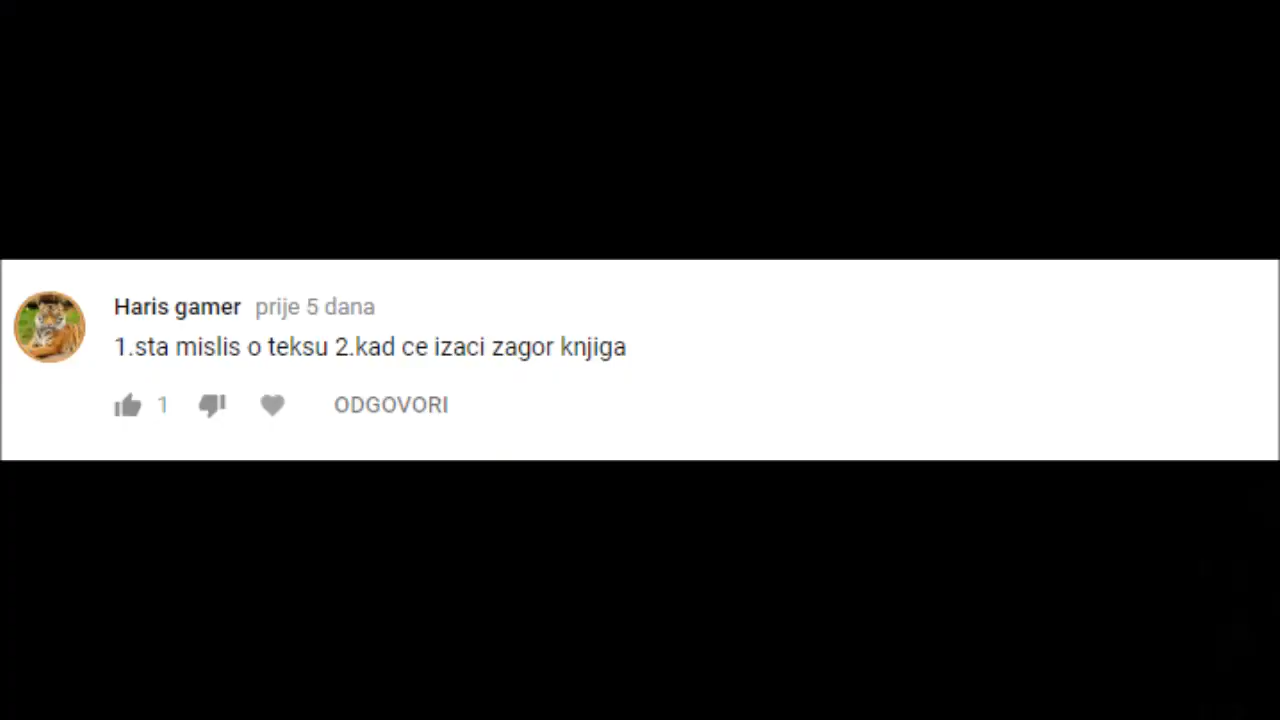 Haris gamer prije 5 dana
1.sta mislis o teksu 2.kad ce izaci zagor knjiga
1 ODGOVORI